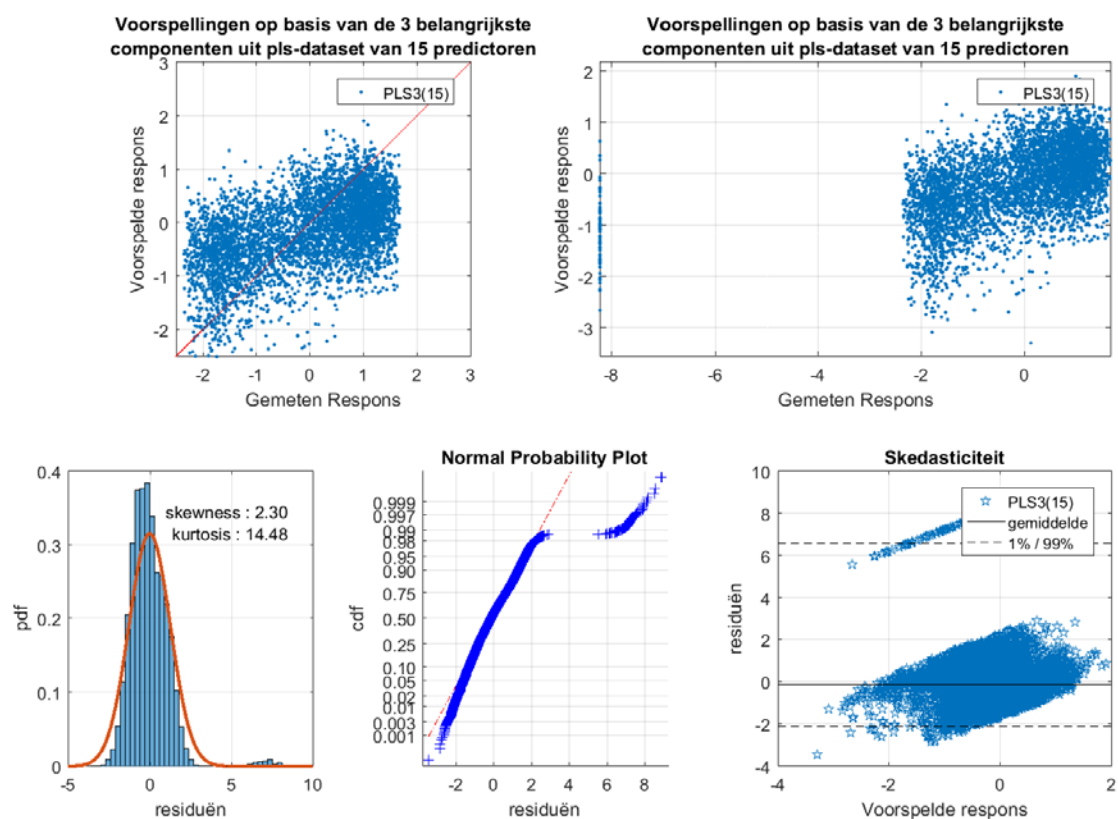 Voorspellingen op basis van de 3 belangrijkste
componenten uit pls-dataset van 15 predictoren
3
2
1
0
-1
-2
-2
-1
0
1
2
3
PLS3(15)
Voorspelde respons
Gemeten Respons
Voorspellingen op basis van de 3 belangrijkste
componenten uit pls-dataset van 15 predictoren
2
1
0
-1
-2
-3
-8
-6
-4
-2
0
PLS3(15)
Voorspelde respons
Gemeten Respons
0.4
0.3
0.2
0.1
0
-5
0
5
10
skewness : 2.30
kurtosis : 14.48
pdf
residuën
Normal Probability Plot
0.999
0.997
0.99
0.98
0.95
0.90
0.75
0.50
0.25
0.10
0.05
0.02
0.01
0.003
0.001
-2
0
2
4
6
8
cdf
residuën
Skedasticiteit
10
8
6
4
2
0
-2
-4
-4
-2
0
2
PLS3(15)
gemiddelde
1% / 99%
residuën
Voorspelde respons